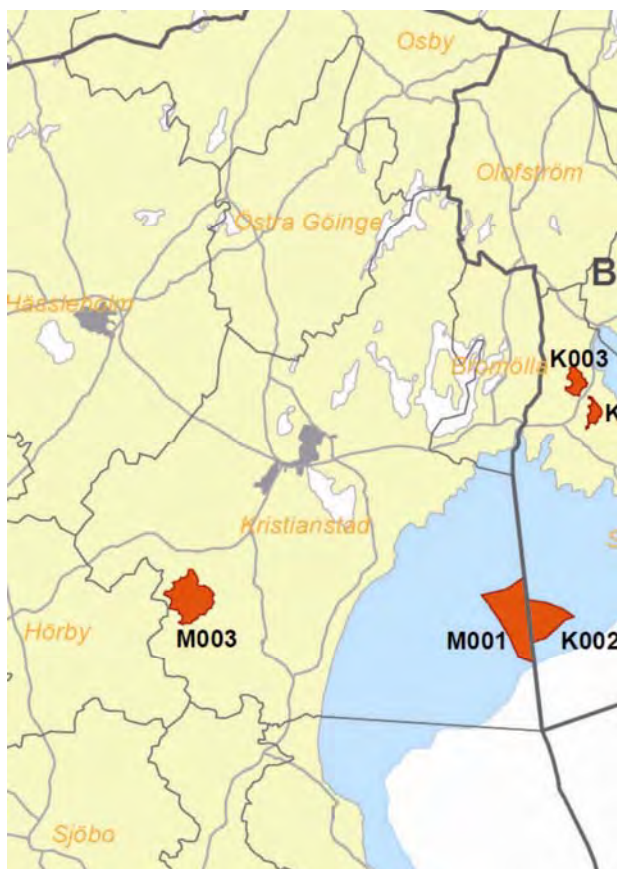 Osby
Olofström
Östra Göinge
B
Hässleholm
Bromölla
K003
K
Kristianstad
S
Hörby
M003
M001
K002
Sjöbo